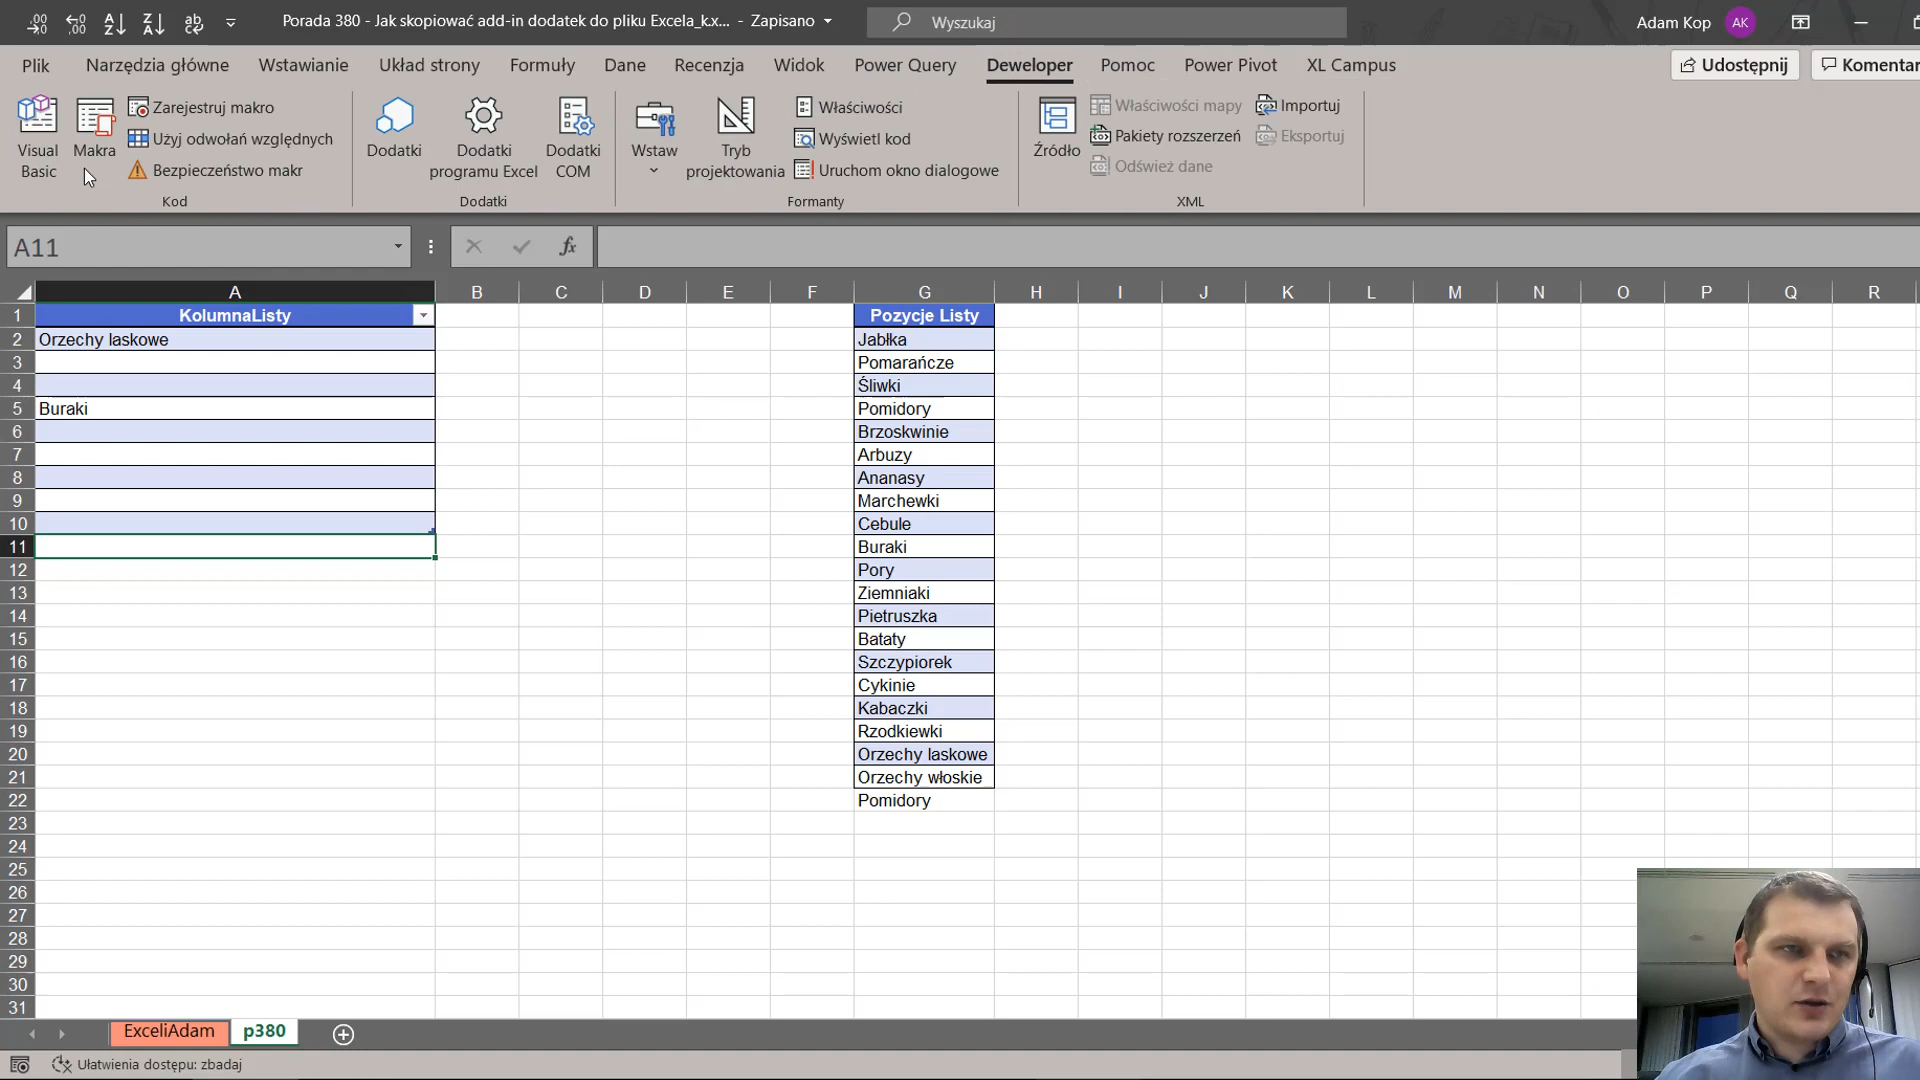 Porada 380 - Jak skopiować add-in dodatek do pliku Excela_k.x... - Zapisano
Wyszukaj
Adam Kop
AK
Plik Narzędzia główne Wstawianie Układ strony Formuły Dane Recenzja Widok Power Query Deweloper Pomoc Power Pivot XL Campus
Udostępnij
Komentar
Visual Basic
Makra
Zarejestruj makro
Użyj odwołań względnych
Bezpieczeństwo makr
Kod
Dodatki
Dodatki programu Excel
Dodatki COM
Dodatki
Wstaw
Tryb projektowania
Właściwości
Wyświetl kod
Uruchom okno dialogowe
Formanty
Źródło
Właściwości mapy
Pakiety rozszerzeń
Odśwież dane
Importuj
Eksportuj
XML
A11
fx
A B C D E F G H I J K L M N O P Q R
1 KolumnaListy Pozycje Listy
2 Orzechy laskowe Jabłka
3 Pomarańcze
4 Śliwki
5 Buraki Pomidory
6 Brzoskwinie
7 Arbuzy
8 Ananasy
9 Marchewki
10 Cebule
11 Buraki
12 Pory
13 Ziemniaki
14 Pietruszka
15 Bataty
16 Szczypiorek
17 Cykinie
18 Kabaczki
19 Rzodkiewki
20 Orzechy laskowe
21 Orzechy włoskie
22 Pomidory
23
24
25
26
27
28
29
30
31
ExceliAdam p380
Ułatwienia dostępu: zbadaj